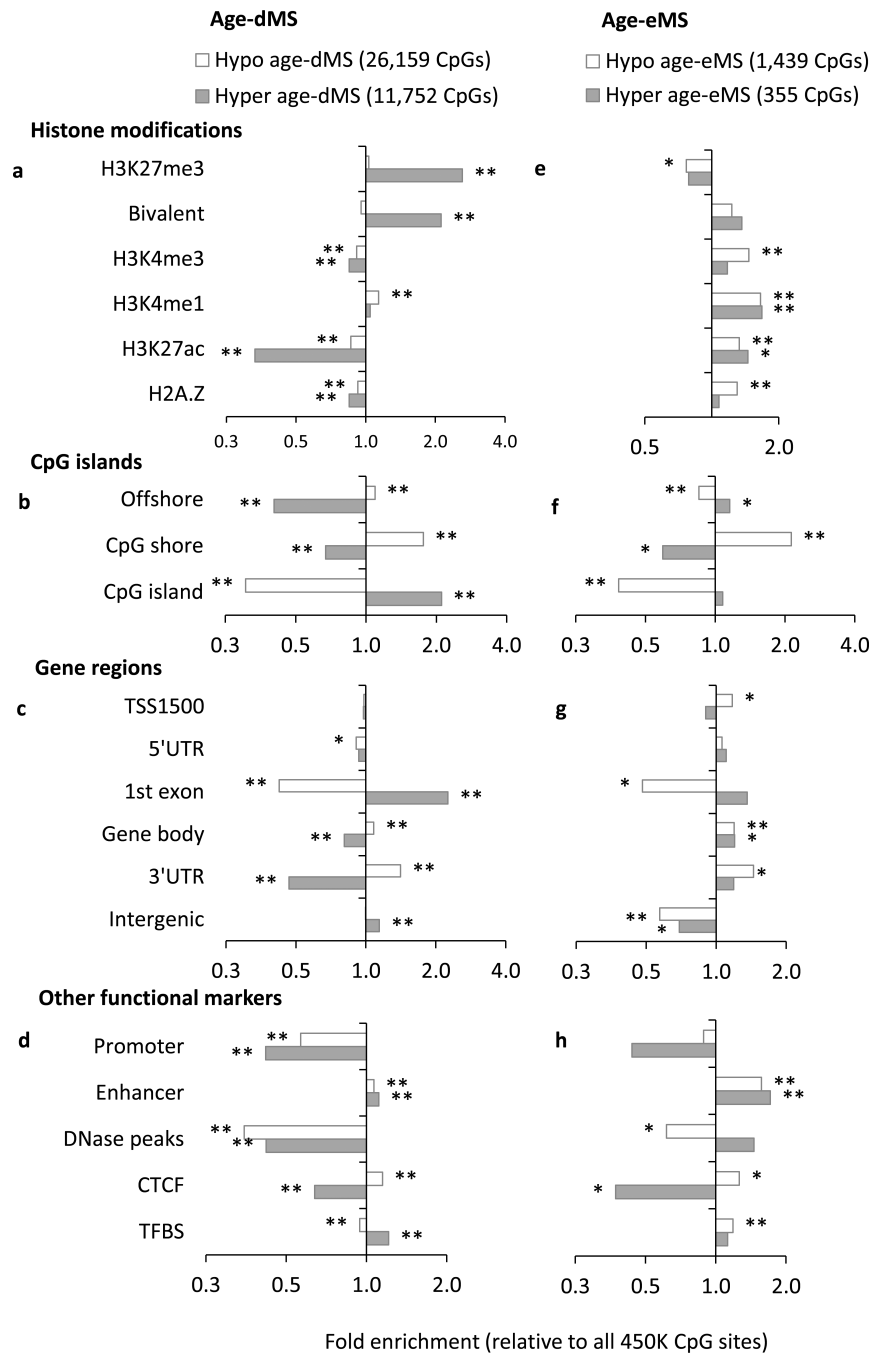 Age-dMS
Age-eMS
Hypo age-dMS (26,159 CpGs)
Hyper age-dMS (11,752 CpGs)
Hypo age-eMS (1,439 CpGs)
Hyper age-eMS (355 CpGs)
Histone modifications
a
H3K27me3
**
Bivalent
**
H3K4me3
**
**
H3K4me1
**
H3K27ac
**
**
H2A.Z
**
**
0.3 0.5 1.0 2.0 4.0
e
*
**
**
**
**
*
**
0.5 2.0
CpG islands
b
Offshore
**
**
CpG shore
**
**
CpG island
**
**
0.3 0.5 1.0 2.0 4.0
f
**
*
**
*
**
0.3 0.5 1.0 2.0 4.0
Gene regions
c
TSS1500
5'UTR
*
1st exon
**
**
Gene body
**
**
3'UTR
**
**
Intergenic
**
0.3 0.5 1.0 2.0 4.0
g
*
*
**
*
*
**
*
0.3 0.5 1.0 2.0
Other functional markers
d
Promoter
**
**
Enhancer
**
**
DNase peaks
**
**
CTCF
**
**
TFBS
**
**
0.3 0.5 1.0 2.0
h
**
**
*
*
*
**
0.3 0.5 1.0 2.0
Fold enrichment (relative to all 450K CpG sites)